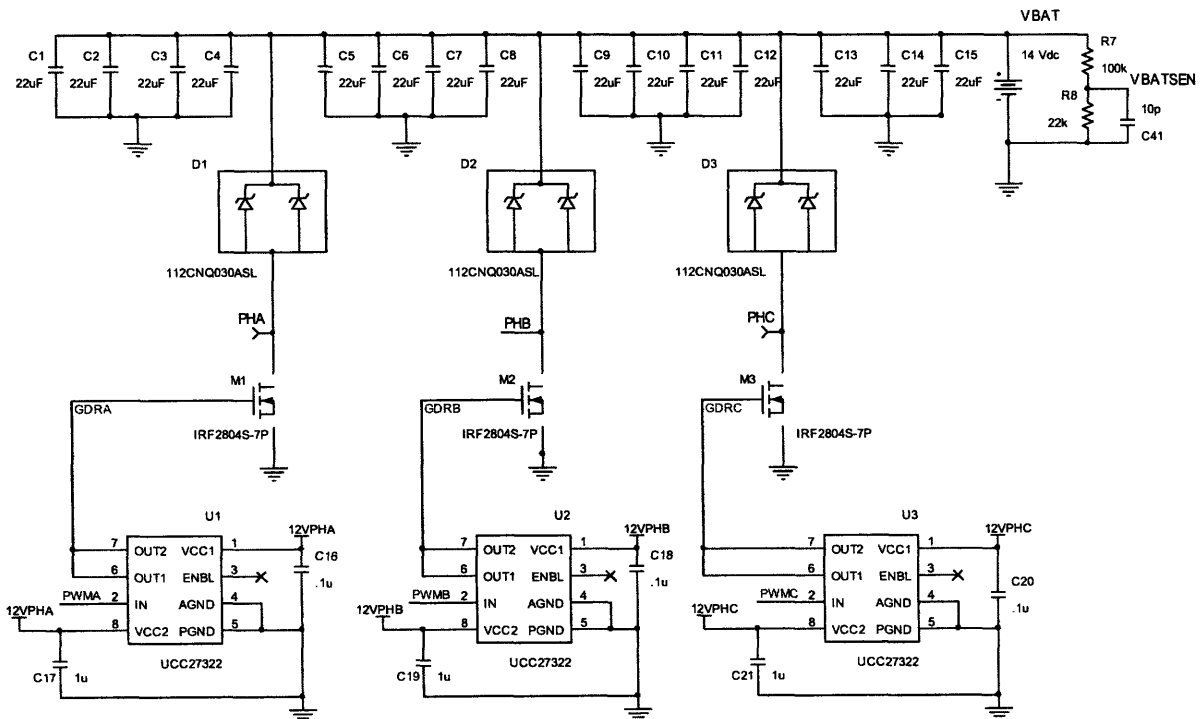 VBAT
C1 C2 C3 C4 C5 C6 C7 C8 C9 C10 C11 C12 C13 C14 C15 14 Vdc R7
22uF 22uF 22uF 22uF 22uF 22uF 22uF 22uF 22uF 22uF 22uF 22uF 22uF 22uF 22uF 100k
VBATSEN
+
-
R8 10p
22k C41
D1 D2 D3
112CNQ030ASL 112CNQ030ASL 112CNQ030ASL
PHA PHB PHC
M1 M2 M3
GDRA GDRB GDRC
IRF2804S-7P IRF2804S-7P IRF2804S-7P
U1 U2 U3
12VPHA 12VPHB 12VPHC
7 OUT2 VCC1 1 C16 7 OUT2 VCC1 1 C18 7 OUT2 VCC1 1
6 OUT1 ENBL 3 .1u 6 OUT1 ENBL 3 .1u 6 OUT1 ENBL 3 C20
PWMA 2 IN AGND 4 PWMB 2 IN AGND 4 PWMC 2 IN AGND 4 .1u
12VPHA 12VPHB 12VPHC
8 VCC2 PGND 5 8 VCC2 PGND 5 8 VCC2 PGND 5
UCC27322 UCC27322 UCC27322
C17 1u C19 1u C21 1u